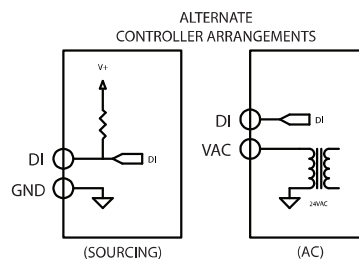 ALTERNATE
CONTROLLER ARRANGEMENTS
V+
DI
DI
GND
(SOURCING)
DI
DI
VAC
24VAC
(AC)